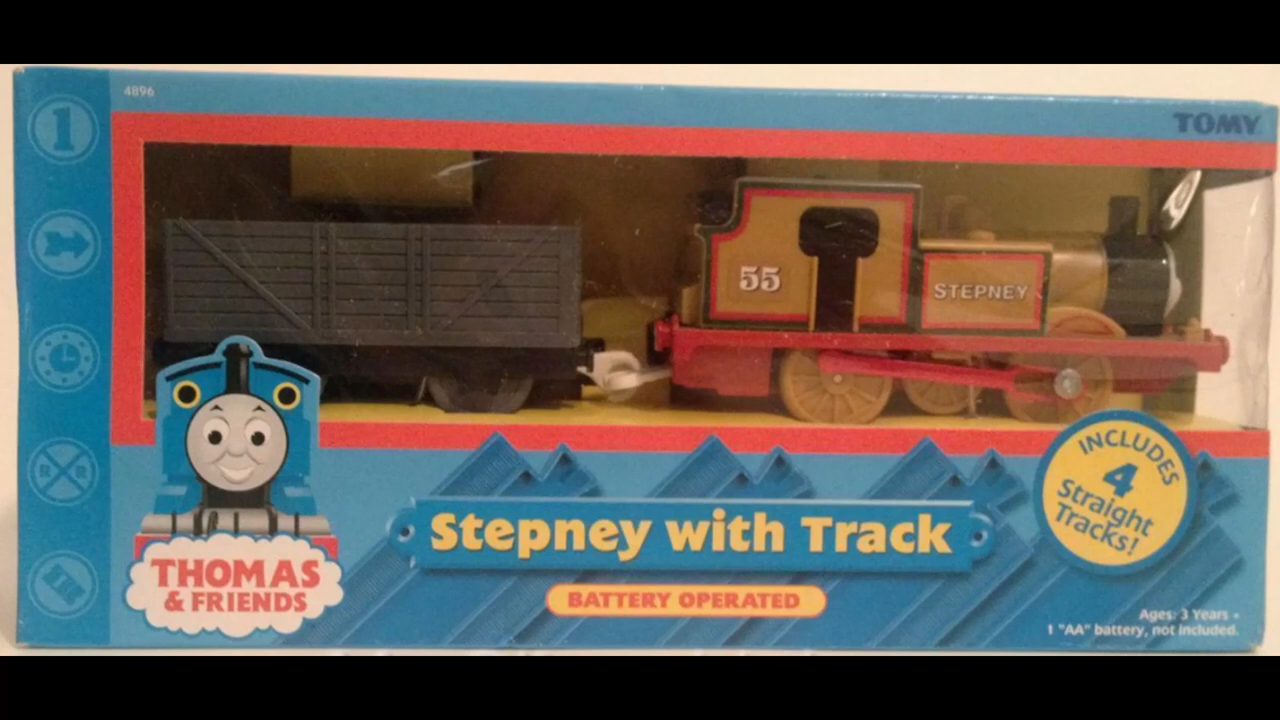 4896
TOMY
1
55
STEPNEY
R R
INCLUDES
4
Straight
Tracks!
Stepney with Track
THOMAS
& FRIENDS
BATTERY OPERATED
Ages: 3 Years +
1 "AA" battery, not included.